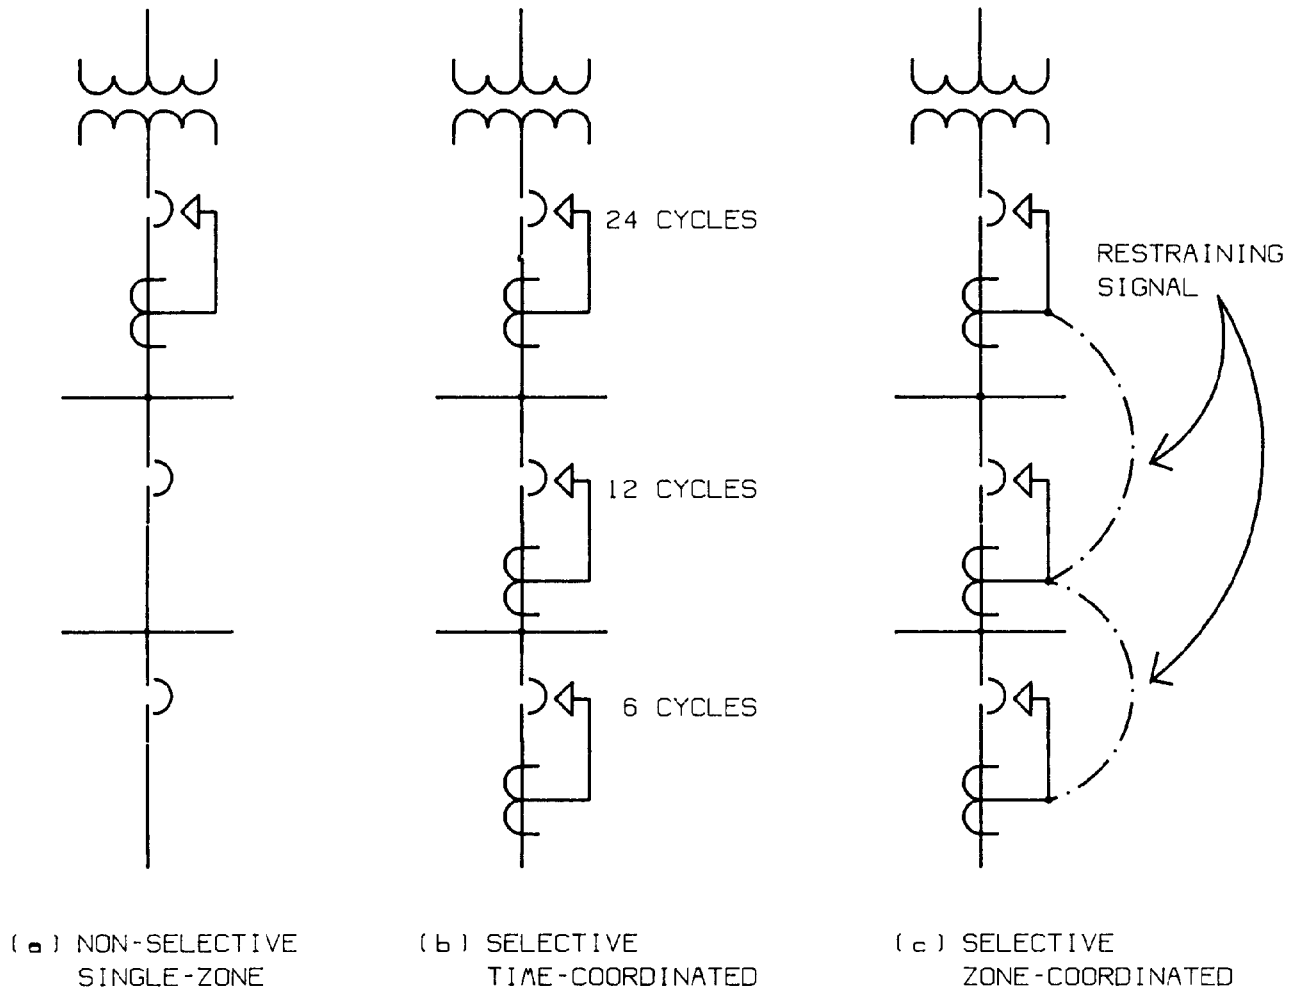 24 CYCLES
RESTRAINING
SIGNAL
12 CYCLES
6 CYCLES
(a) NON-SELECTIVE
SINGLE-ZONE
(b) SELECTIVE
TIME-COORDINATED
(c) SELECTIVE
ZONE-COORDINATED